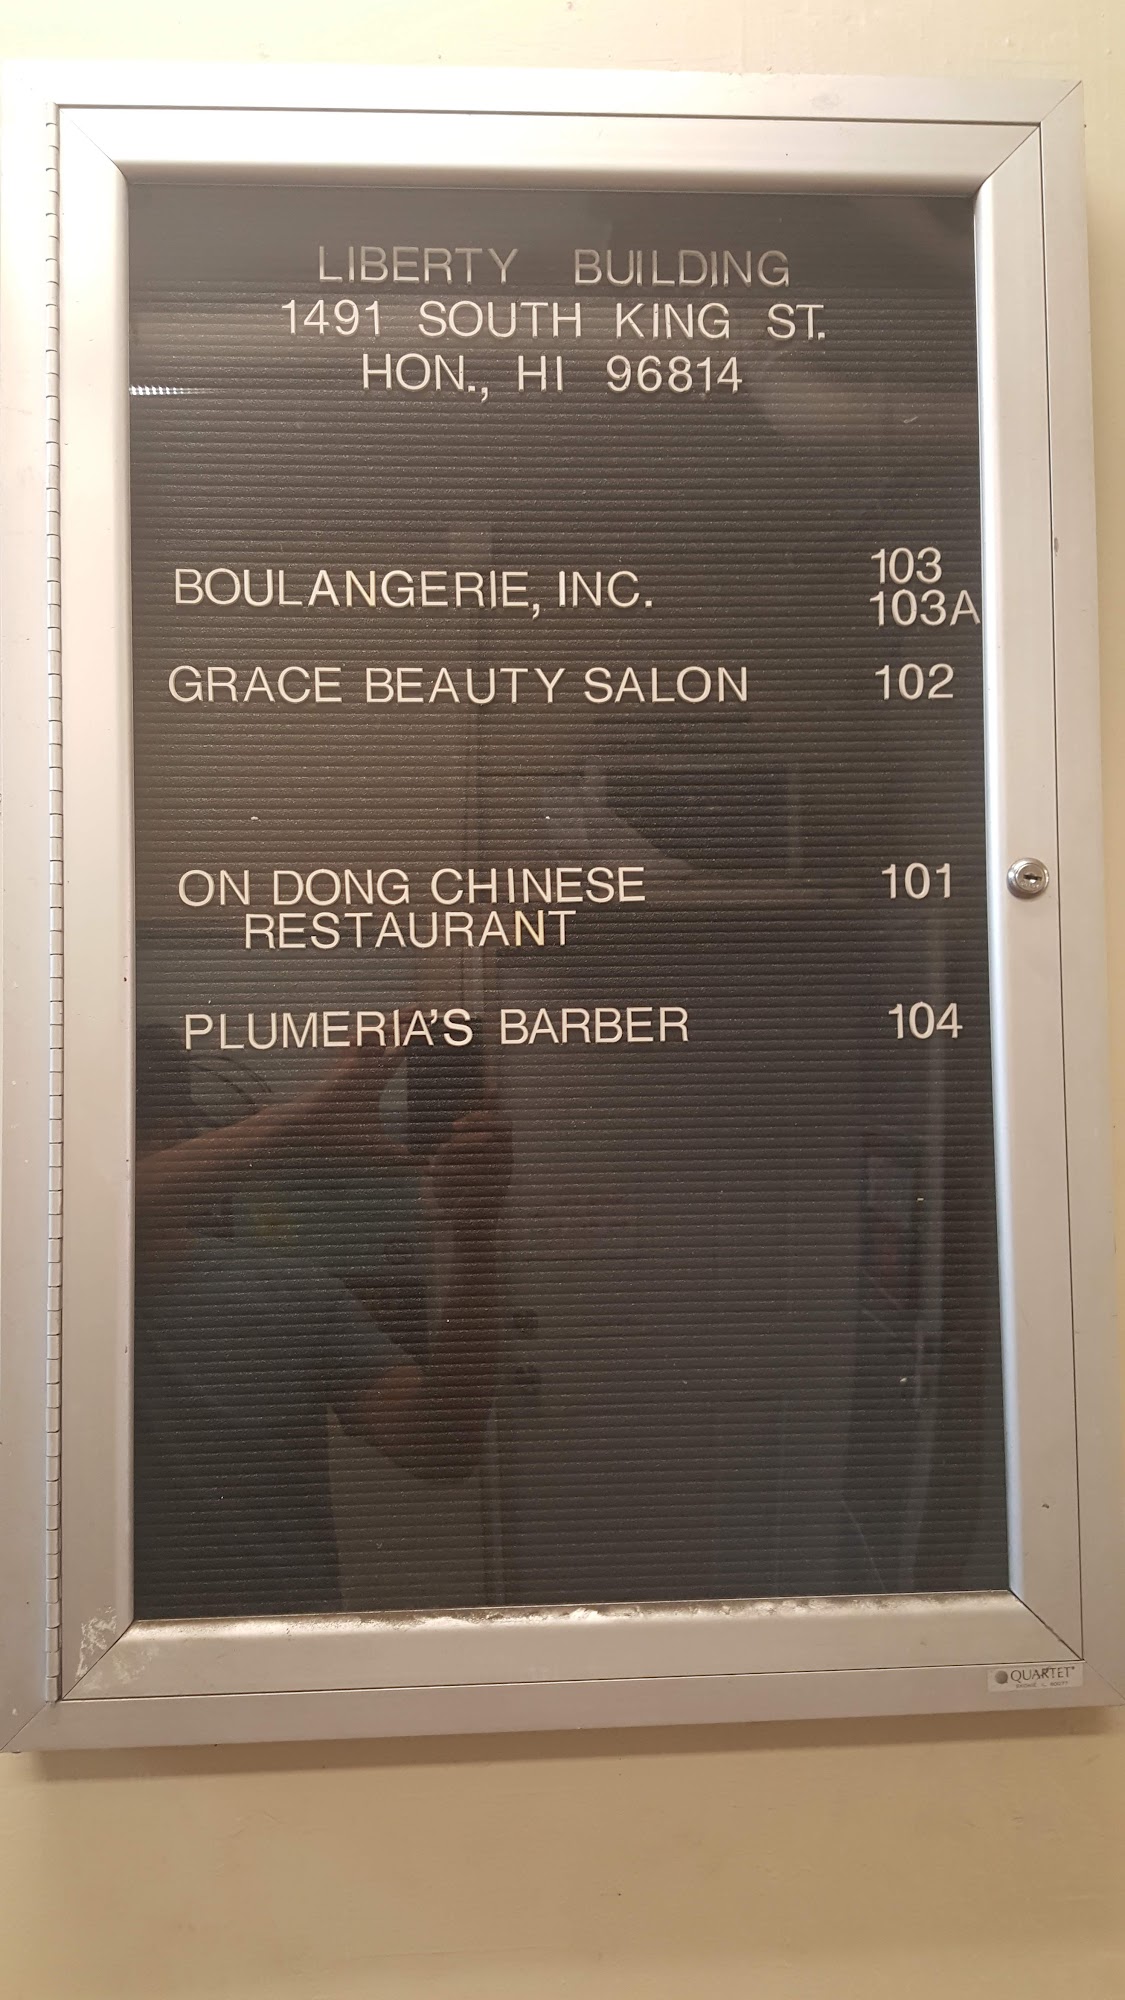 LIBERTY BUILDING
1491 SOUTH KING ST.
HON., HI 96814
BOULANGERIE, INC. 103
103A
GRACE BEAUTY SALON 102
ON DONG CHINESE 101
RESTAURANT
PLUMERIA'S BARBER 104
QUARTET